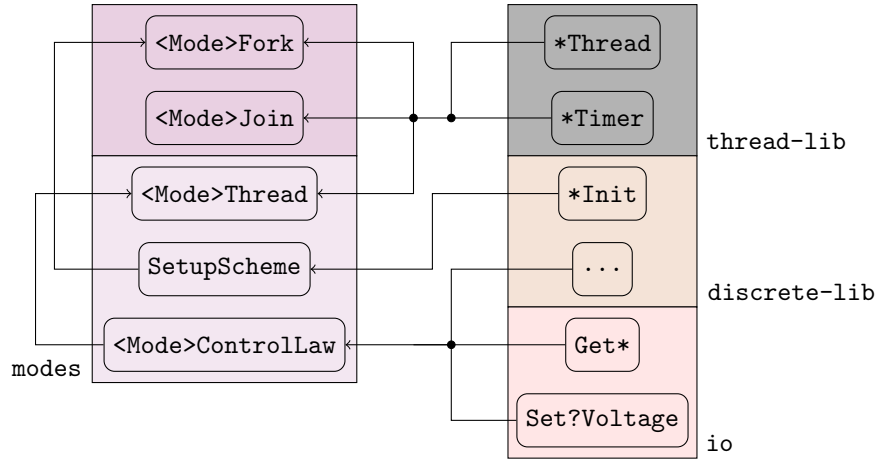 <Mode>Fork
*Thread
<Mode>Join
*Timer
thread-lib
<Mode>Thread
*Init
SetupScheme
...
discrete-lib
<Mode>ControlLaw
Get*
modes
Set?Voltage
io